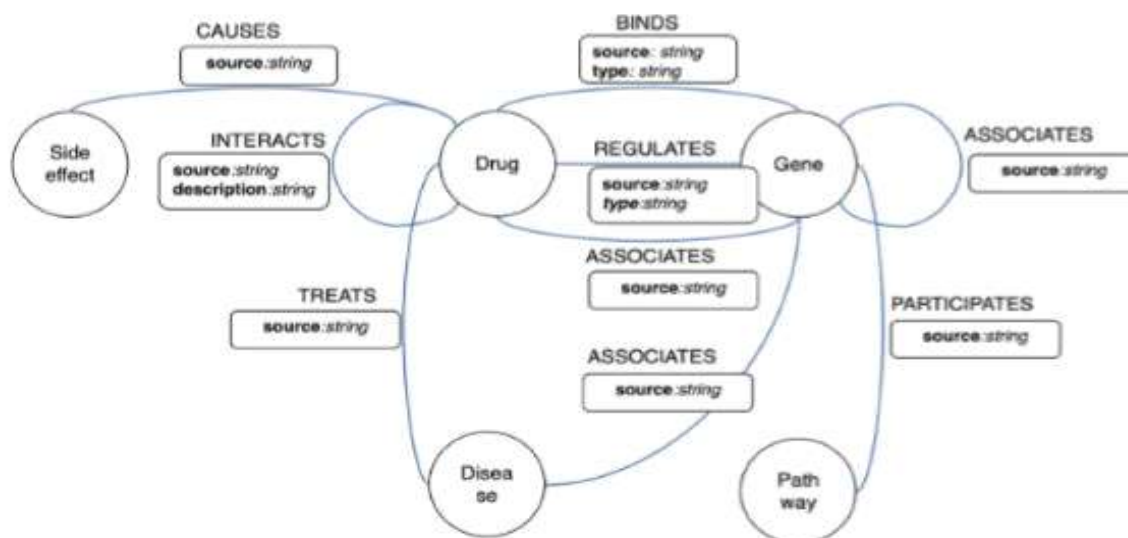 CAUSES
source:string
BINDS
source: string
type: string
Side
effect
INTERACTS
source:string
description:string
Drug
REGULATES
source:string
type:string
Gene
ASSOCIATES
source:string
ASSOCIATES
source:string
TREATS
source:string
PARTICIPATES
source:string
ASSOCIATES
source:string
Disea
se
Path
way